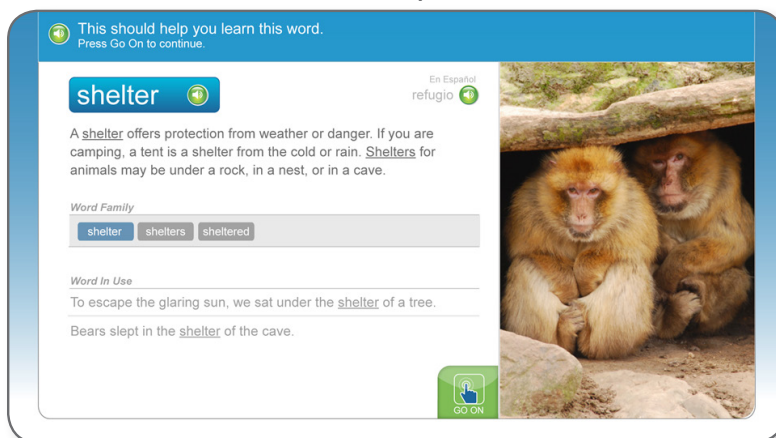 This should help you learn this word.
Press Go On to continue.
shelter
En Español
refugio
A shelter offers protection from weather or danger. If you are
camping, a tent is a shelter from the cold or rain. Shelters for
animals may be under a rock, in a nest, or in a cave.
Word Family
shelter shelters sheltered
Word In Use
To escape the glaring sun, we sat under the shelter of a tree.
Bears slept in the shelter of the cave.
GO ON